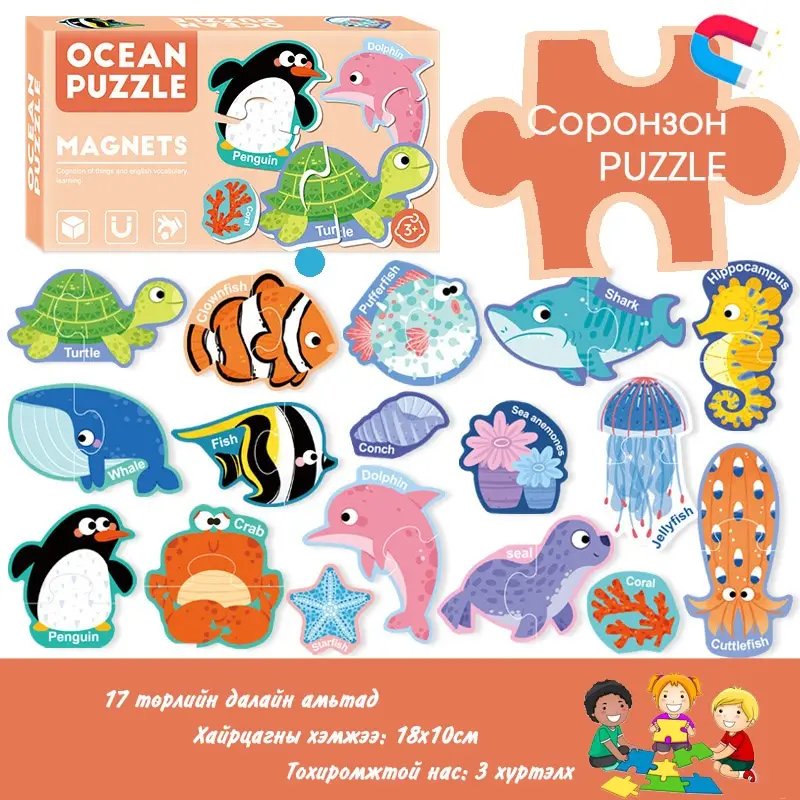 OCEAN
PUZZLE
OCEAN
PUZZLE
MAGNETS
Cognition of things and english vocabulary
learning
Penguin
Dolphin
Coral
Turtle
3+
Соронзон
PUZZLE
Turtle
Clownfish
Pufferfish
Shark
Hippocampus
Whale
Fish
Conch
Sea anemones
Jellyfish
Penguin
Crab
Dolphin
Starfish
seal
Coral
Cuttlefish
17 төрлийн далайн амьтад
Хайрцагны хэмжээ: 18x10см
Тохиромжтой нас: 3 хүртэлх